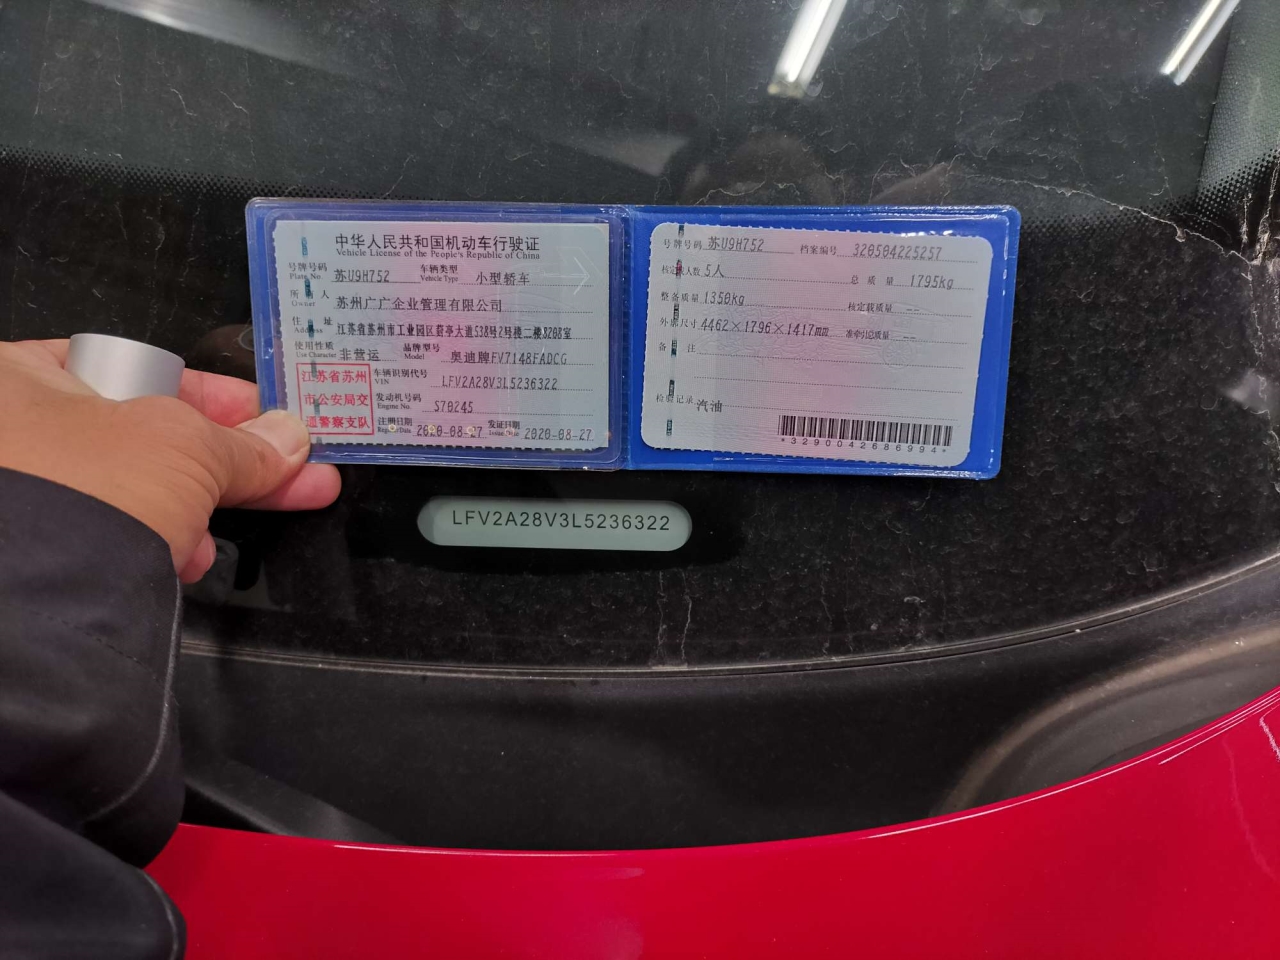 中华人民共和国机动车行驶证
Vehicle License of the People's Republic of China
号牌号码 苏U9H752 车辆类型 小型轿车
Plate No. Vehicle Type
所有人 苏州广广企业管理有限公司
Owner
住址 江苏省苏州市工业园区葑亭大道538号2号楼二楼8208室
Address
使用性质 非营运 品牌型号 奥迪牌FV7148FADCG
Use Character Model
江苏省苏州
市公安局交
通警察支队
车辆识别代号 LFV2A28V3L5236322
VIN
发动机号码 S70245
Engine No.
注册日期 2020-08-27 发证日期 2020-08-27
Register Date Issue Date
号牌号码 苏U9H752 档案编号 320504225257
核定载人数 5人 总质量 1795kg
整备质量 1350kg 核定载质量 --
外廓尺寸 4462×1796×1417mm 准牵引总质量 --
备注
检验记录 汽油
*3290042686994*
LFV2A28V3L5236322